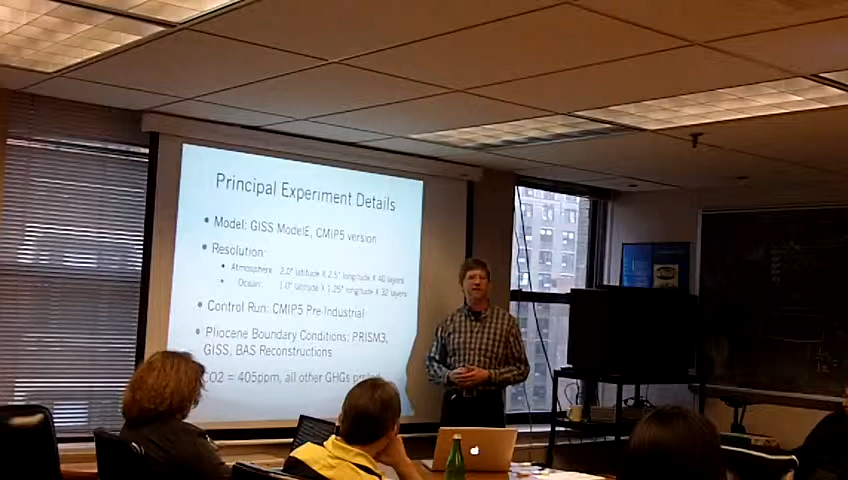 Principal Experiment Details
• Model: GISS ModelE, CMIP5 version
• Resolution:
• Atmosphere: 2.0° latitude X 2.5° longitude X 40 layers
• Ocean: 1.0° latitude X 1.25° longitude X 32 layers
• Control Run: CMIP5 Pre-Industrial
• Pliocene Boundary Conditions: PRISM3,
GISS, BAS Reconstructions
CO2 = 405ppm, all other GHGs